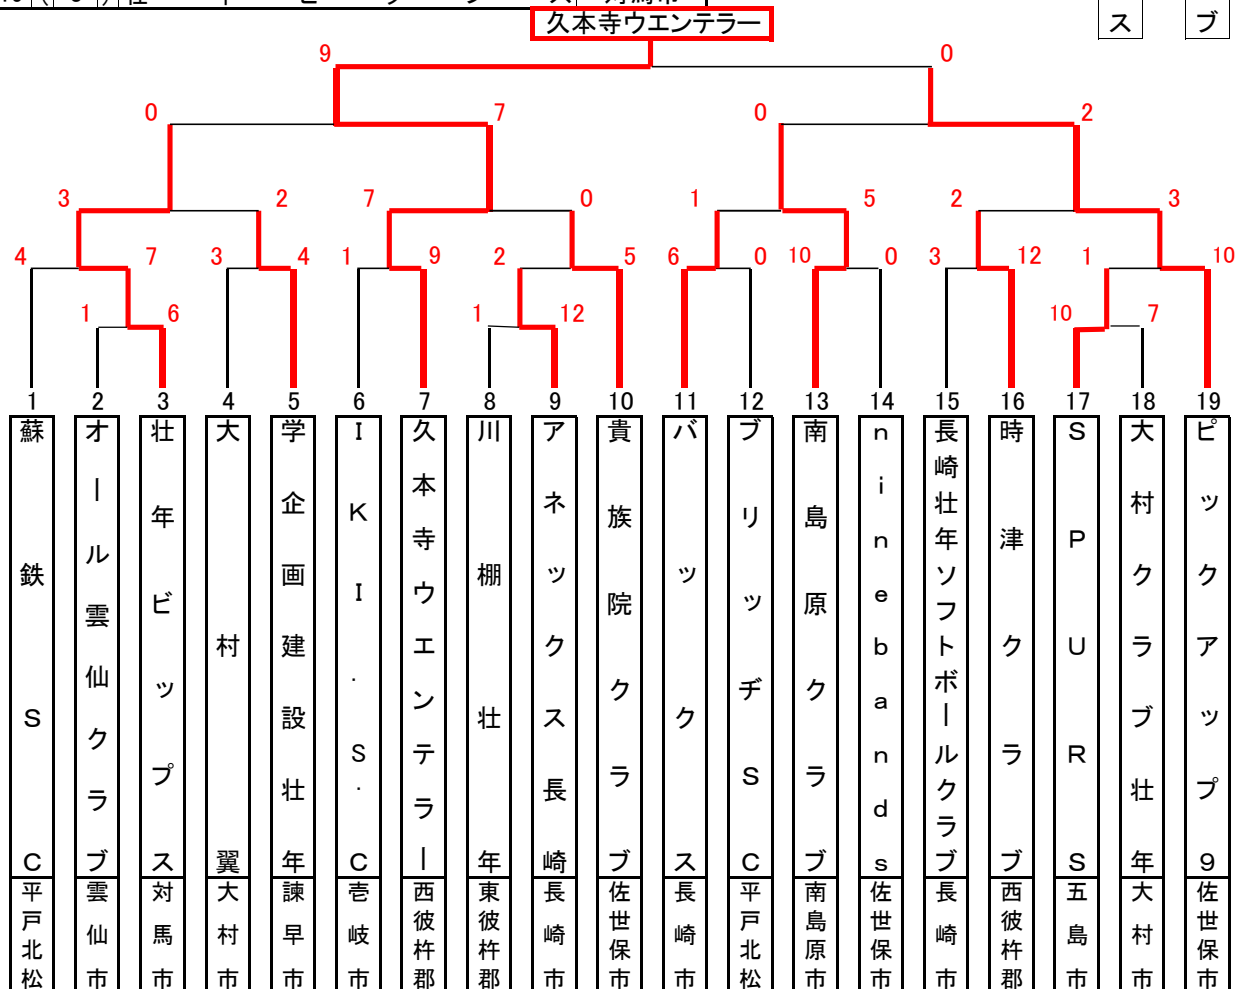 久本寺ウエンテラー
ス ブ
9 0
0 7 0 2
3 2 7 0 1 5 2 3
4 7 3 4 1 9 2 5 6 0 10 0 3 12 1 10
1 6 1 12 10 7
1 2 3 4 5 6 7 8 9 10 11 12 13 14 15 16 17 18 19
蘇鉄SC
オール雲仙クラブ
壮年ビップス
大村翼
学企画建設壮年
IKI.S.C
久本寺ウエンテラー
川棚壮年
アネックス長崎
貴族院クラブ
バックス
ブリッヂSC
南島原クラブ
ninebands
長崎壮年ソフトボールクラブ
時津クラブ
SPURS
大村クラブ壮年
ピックアップ9
平戸北松
雲仙市
対馬市
大村市
諫早市
壱岐市
西彼杵郡
東彼杵郡
長崎市
佐世保市
長崎市
平戸北松
南島原市
佐世保市
長崎市
西彼杵郡
五島市
大村市
佐世保市